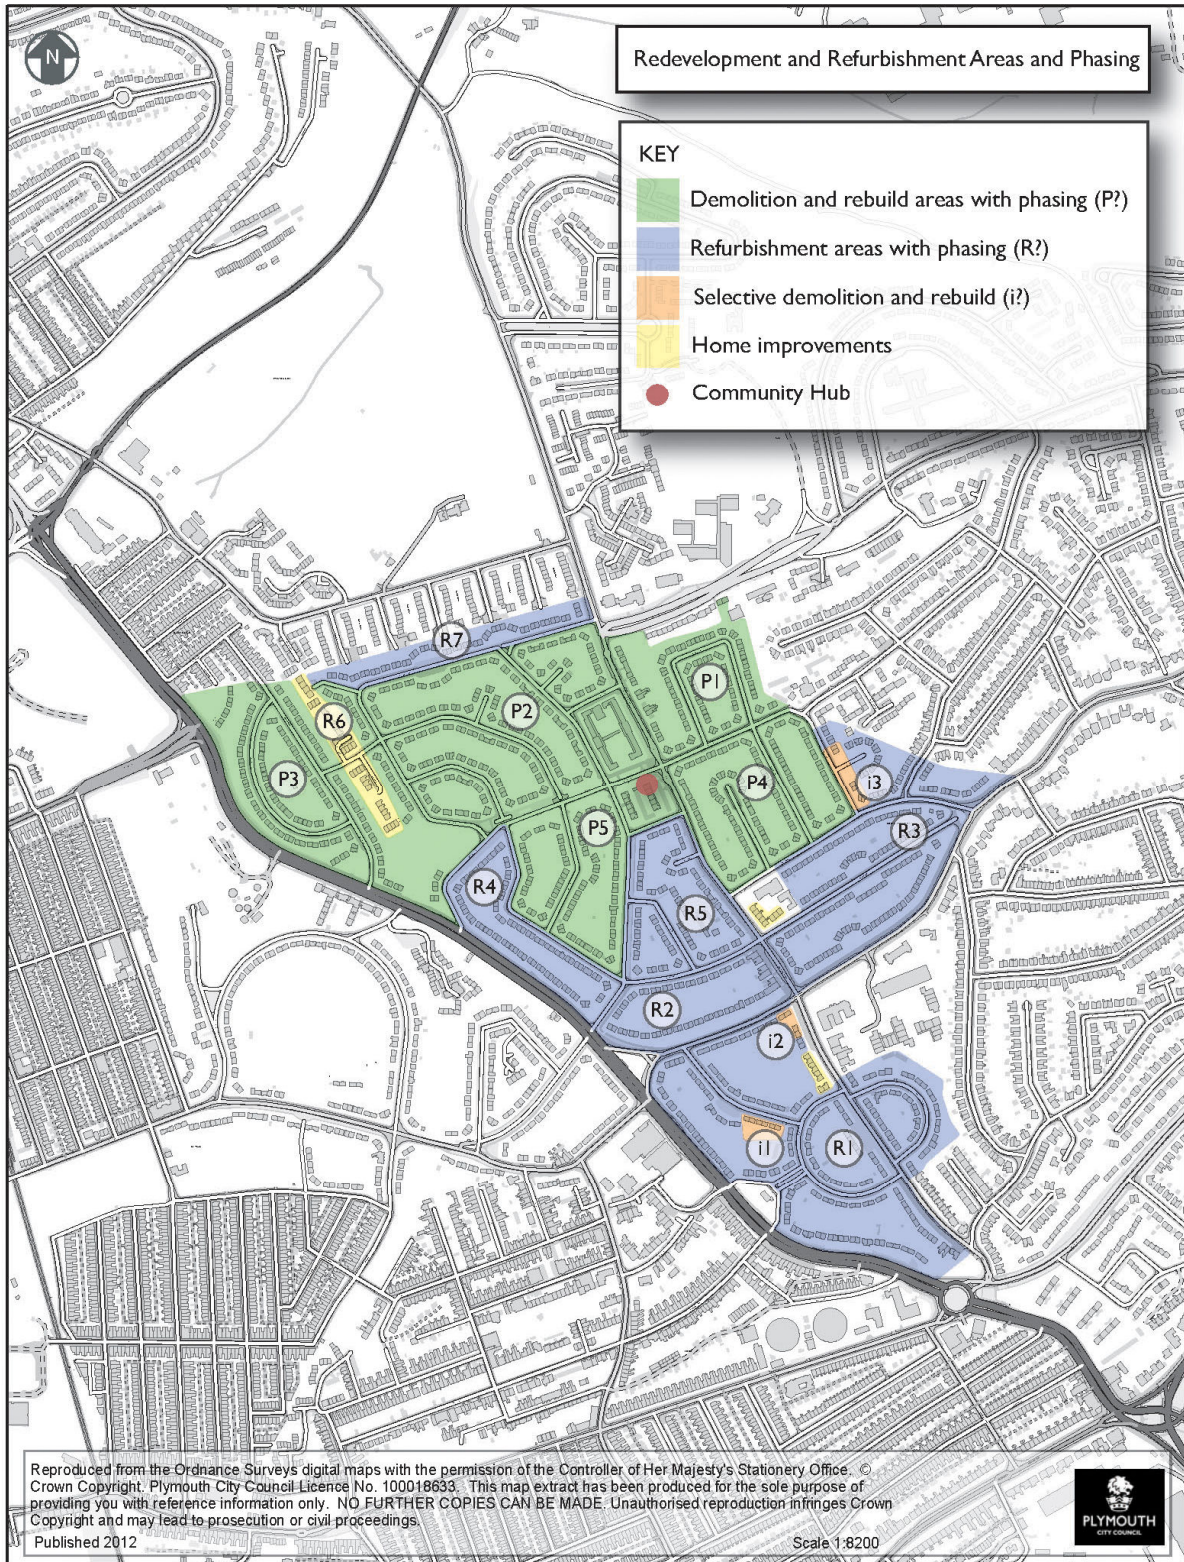 N
Redevelopment and Refurbishment Areas and Phasing
KEY
Demolition and rebuild areas with phasing (P?)
Refurbishment areas with phasing (R?)
Selective demolition and rebuild (i?)
Home improvements
Community Hub
R7
P1
R6
P2
P3
P4
i3
P5
R3
R4
R5
R2
i2
i1
R1
Reproduced from the Ordnance Surveys digital maps with the permission of the Controller of Her Majesty's Stationery Office. ©
Crown Copyright. Plymouth City Council Licence No. 100018633. This map extract has been produced for the sole purpose of
providing you with reference information only. NO FURTHER COPIES CAN BE MADE. Unauthorised reproduction infringes Crown
Copyright and may lead to prosecution or civil proceedings.
Published 2012
Scale 1:8200
PLYMOUTH
CITY COUNCIL